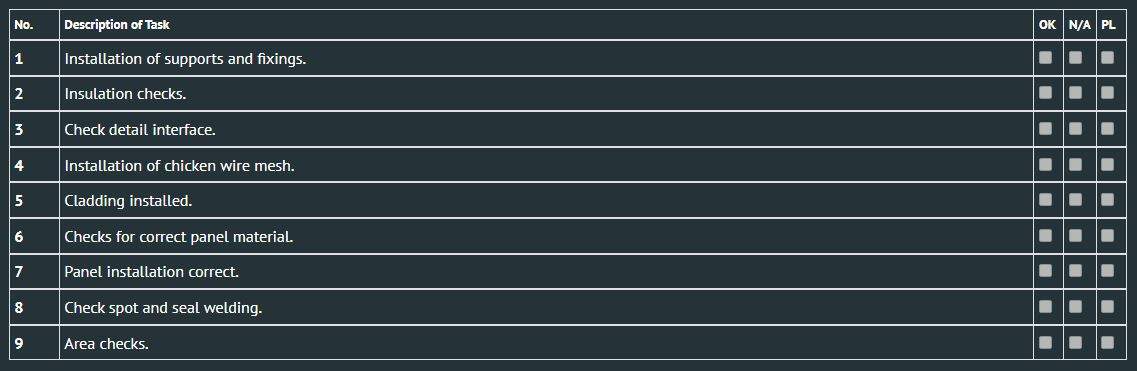 No. Description of Task OK N/A PL
1 Installation of supports and fixings.
2 Insulation checks.
3 Check detail interface.
4 Installation of chicken wire mesh.
5 Cladding installed.
6 Checks for correct panel material.
7 Panel installation correct.
8 Check spot and seal welding.
9 Area checks.